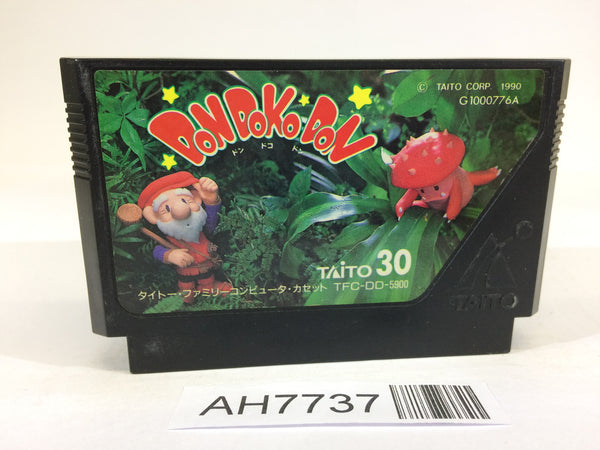 © TAITO CORP. 1990
G1000776A
DON DOKO DON
ドン ドコ ドン
TAITO 30
タイトー・ファミリーコンピュータ・カセット TFC-DD-5900
TAITO
AH7737